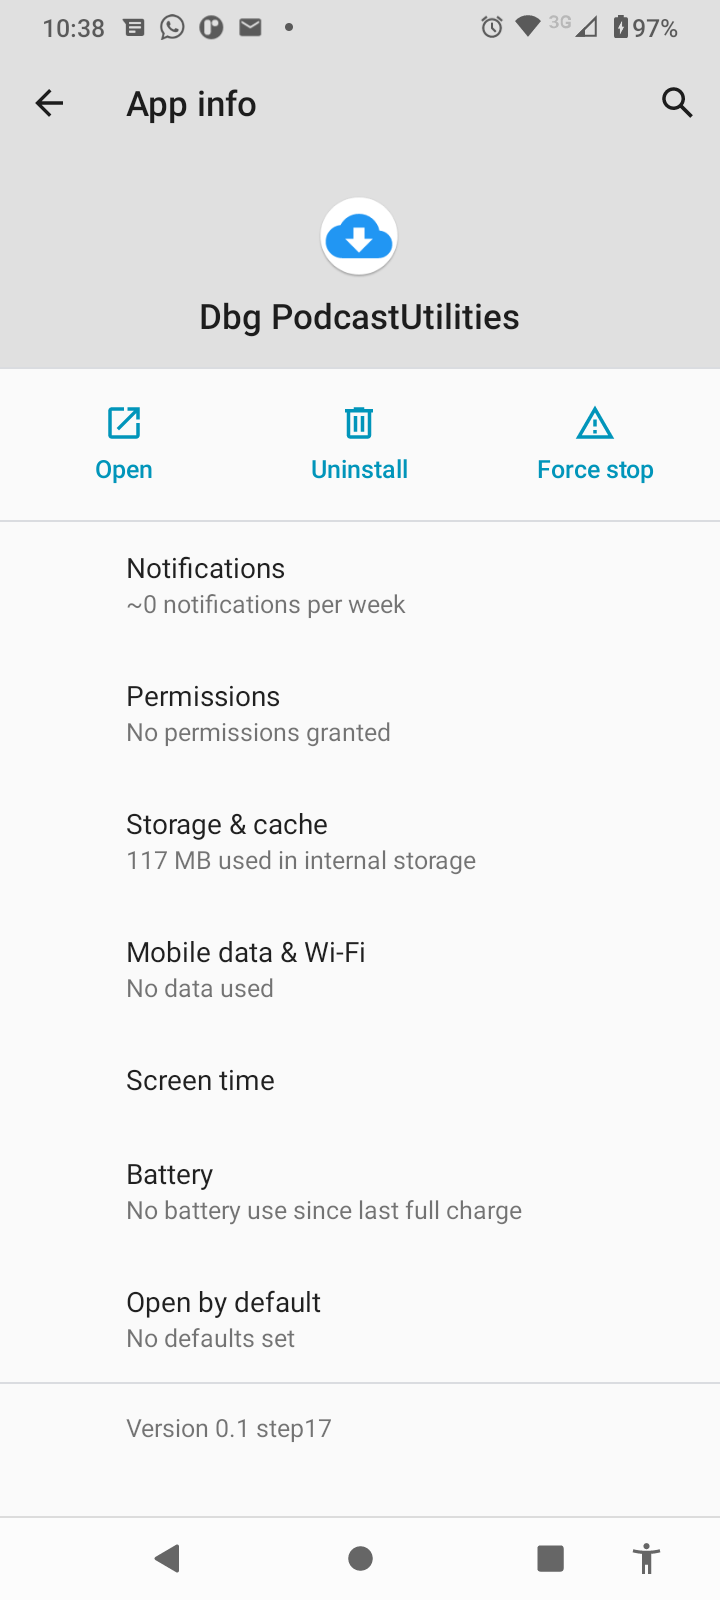 10:38 3G 97%
App info
Dbg PodcastUtilities
Open Uninstall Force stop
Notifications
~0 notifications per week
Permissions
No permissions granted
Storage & cache
117 MB used in internal storage
Mobile data & Wi-Fi
No data used
Screen time
Battery
No battery use since last full charge
Open by default
No defaults set
Version 0.1 step17